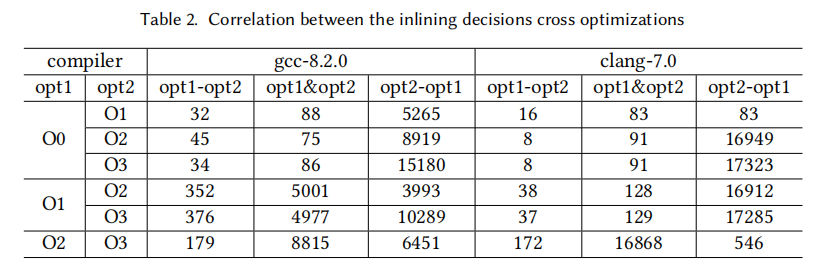 Table 2. Correlation between the inlining decisions cross optimizations
compiler gcc-8.2.0 clang-7.0
opt1 opt2 opt1-opt2 opt1&opt2 opt2-opt1 opt1-opt2 opt1&opt2 opt2-opt1
O0 O1 32 88 5265 16 83 83
O2 45 75 8919 8 91 16949
O3 34 86 15180 8 91 17323
O1 O2 352 5001 3993 38 128 16912
O3 376 4977 10289 37 129 17285
O2 O3 179 8815 6451 172 16868 546